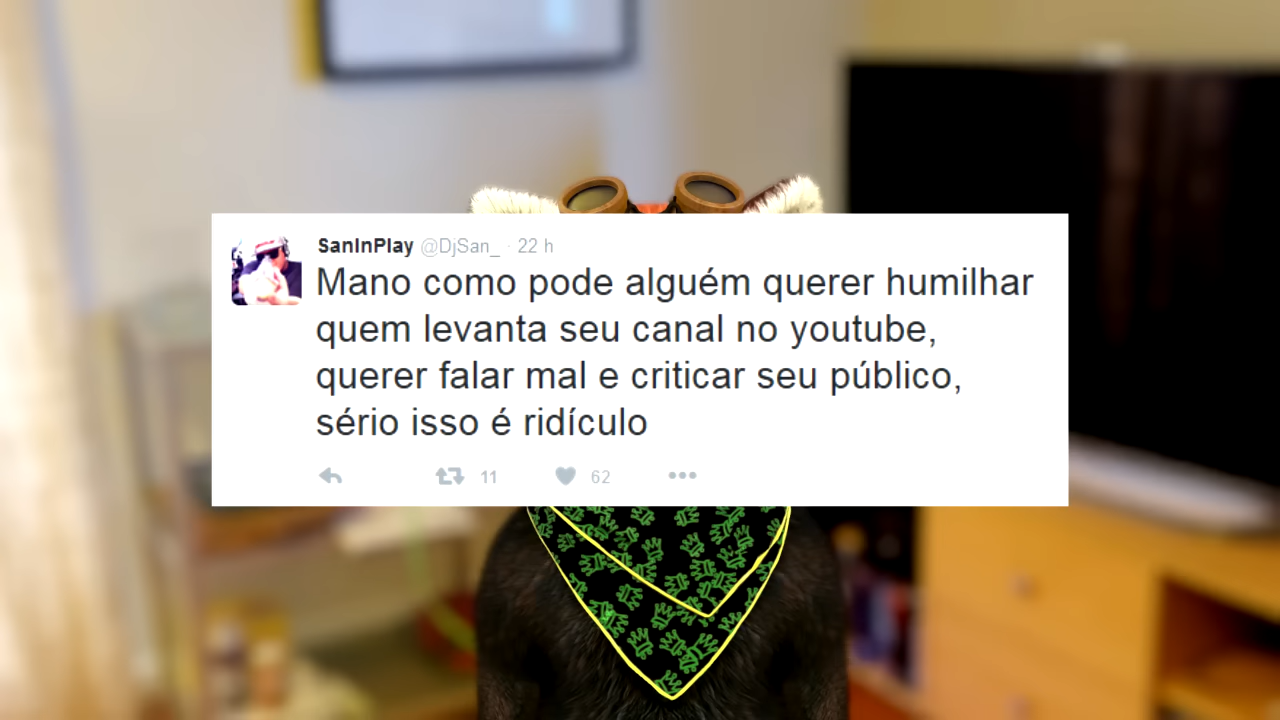 SanInPlay @DjSan_ · 22 h
Mano como pode alguém querer humilhar
quem levanta seu canal no youtube,
querer falar mal e criticar seu público,
sério isso é ridículo
11 62